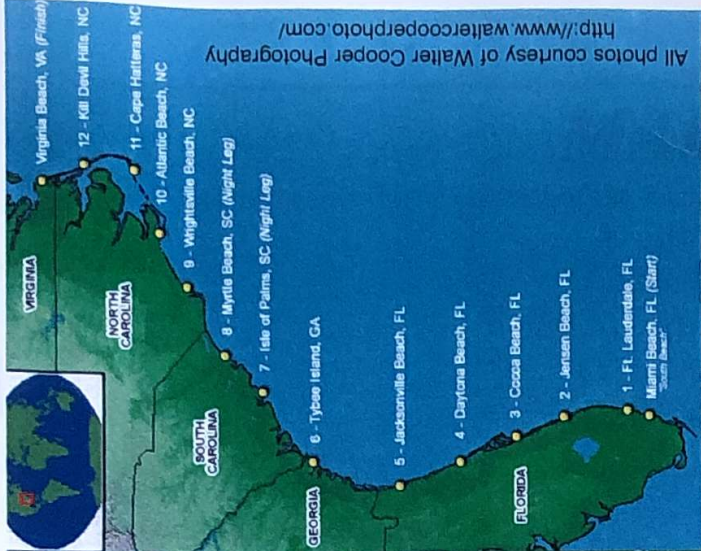 Virginia Beach, VA (Finish)
12 - Kill Devil Hills, NC
11 - Cape Hatteras, NC
10 - Atlantic Beach, NC
9 - Wrightsville Beach, NC
8 - Myrtle Beach, SC (Night Leg)
7 - Isle of Palms, SC (Night Leg)
6 - Tybee Island, GA
5 - Jacksonville Beach, FL
4 - Daytona Beach, FL
3 - Cocoa Beach, FL
2 - Jensen Beach, FL
1 - Ft. Lauderdale, FL
Miami Beach, FL (Start)
"South Beach"
VIRGINIA
NORTH
CAROLINA
SOUTH
CAROLINA
GEORGIA
FLORIDA
All photos courtesy of Walter Cooper Photography
http://www.waltercooperphoto.com/